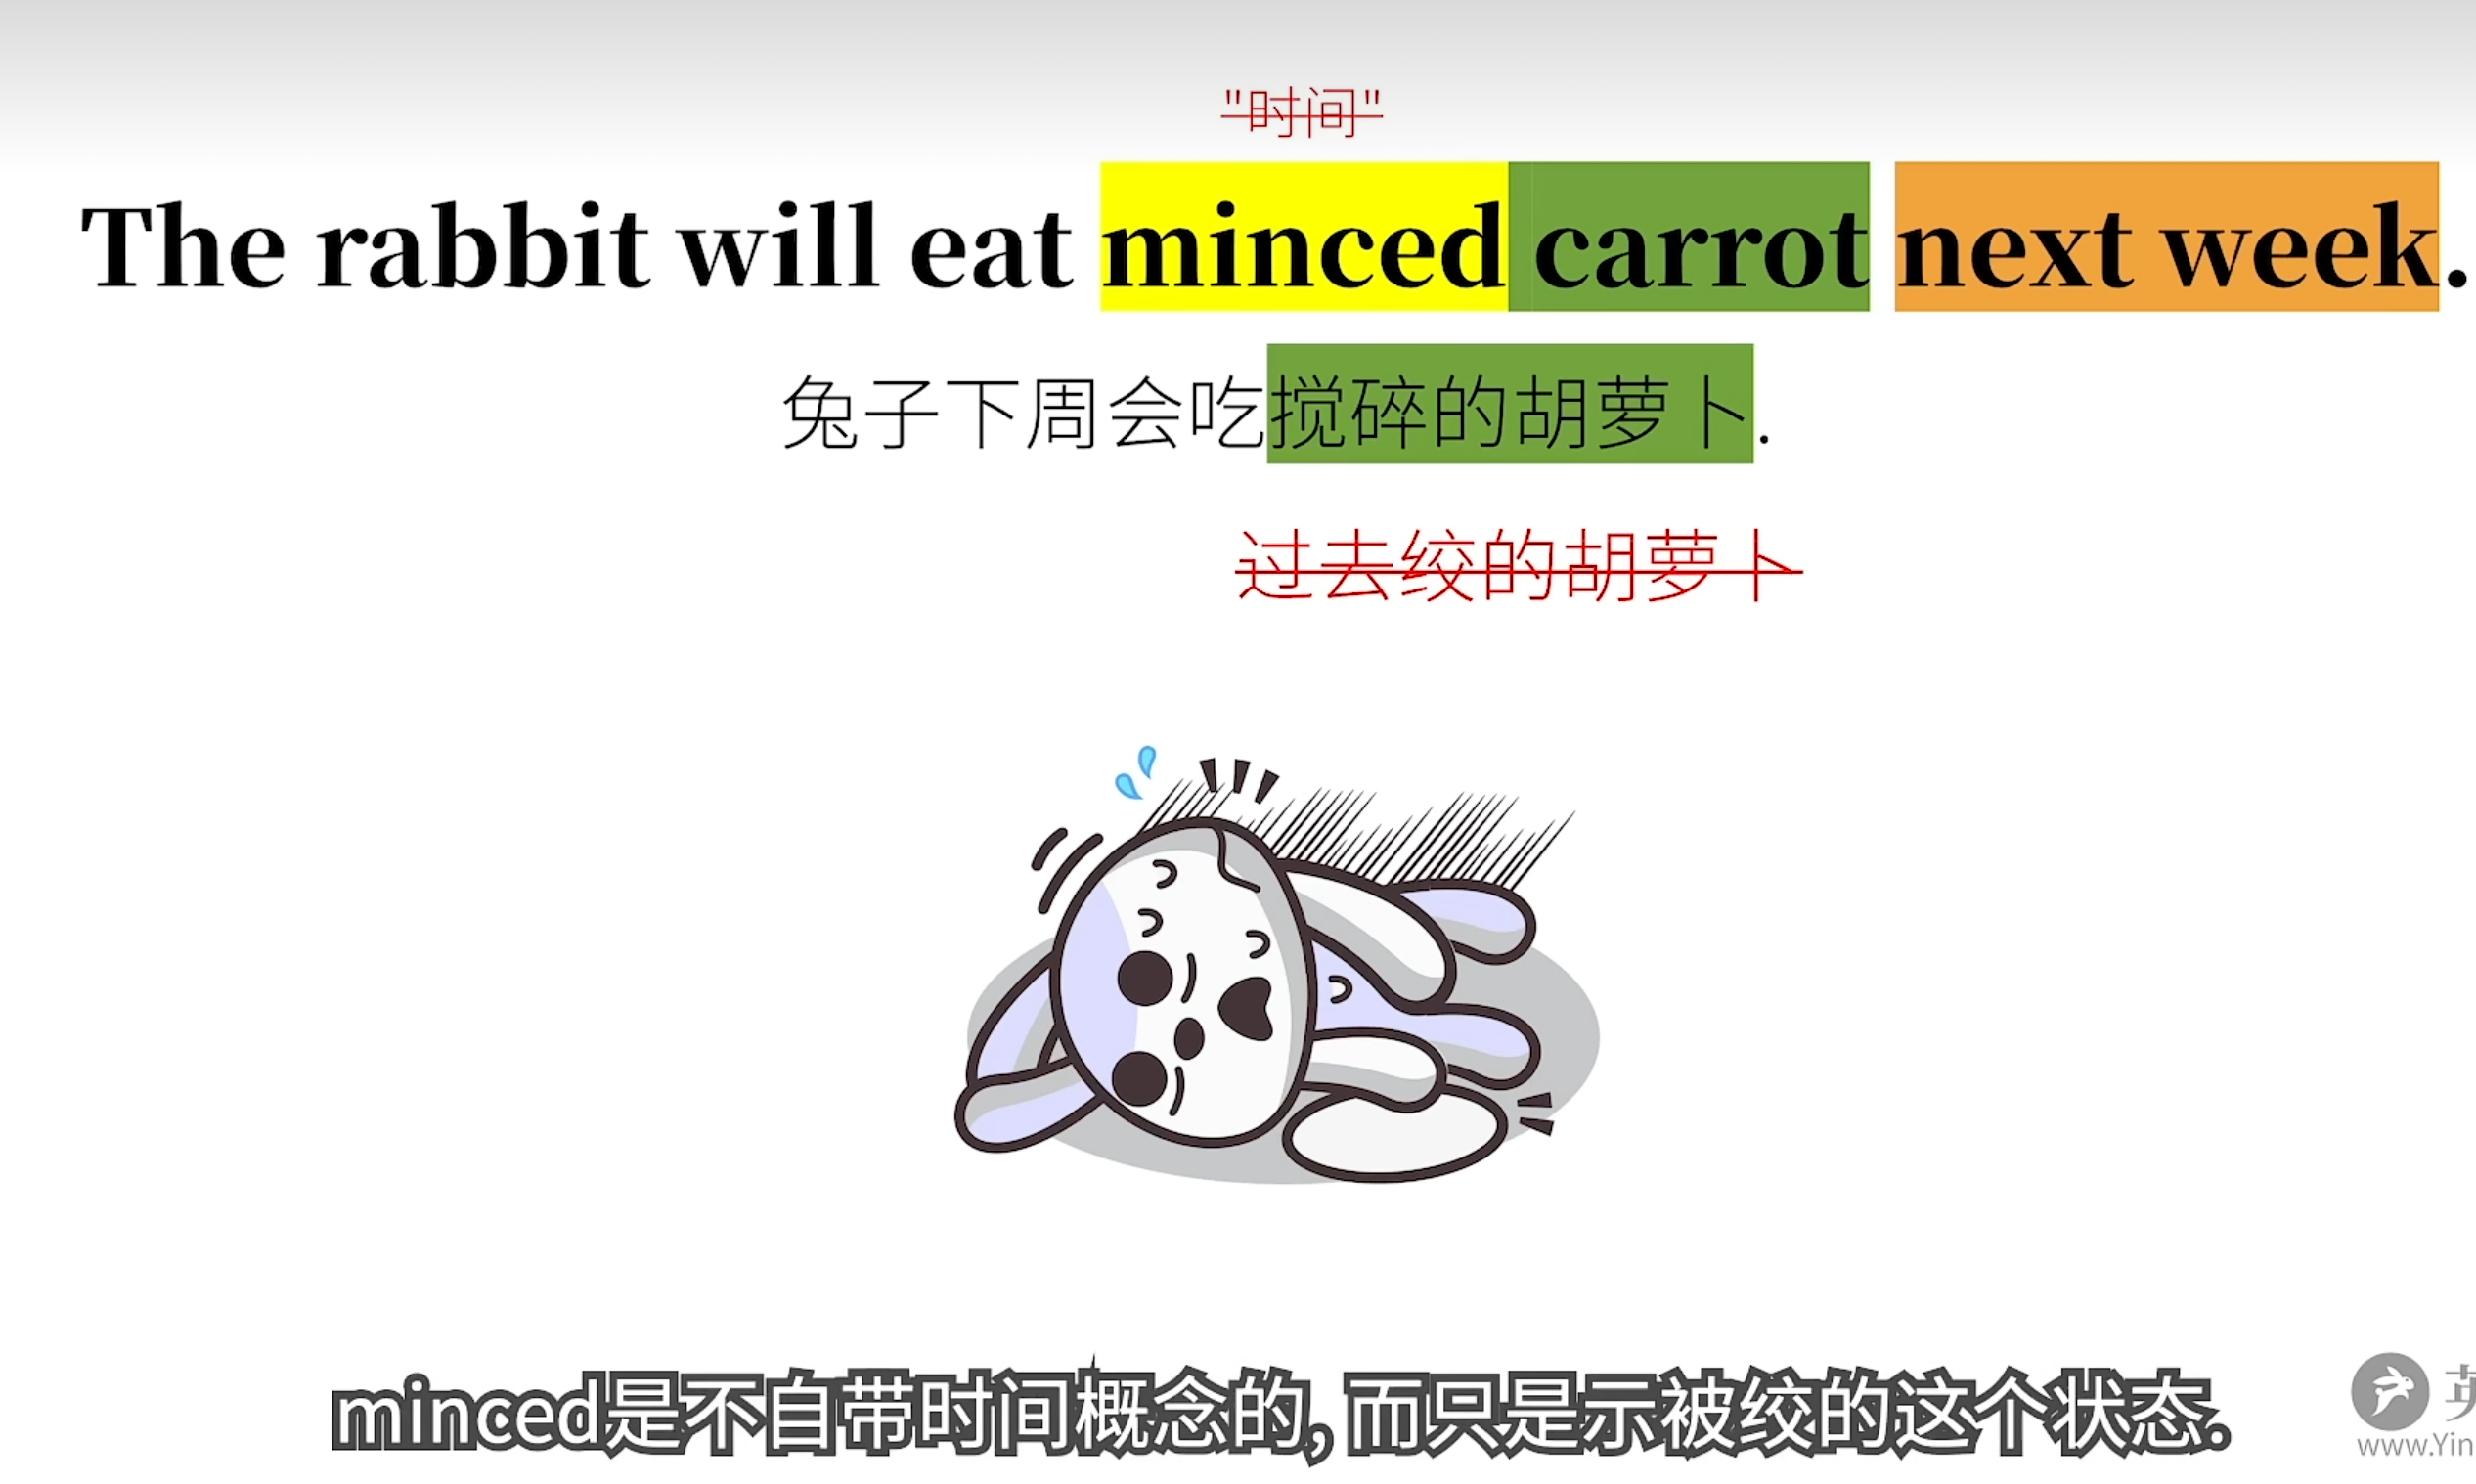 "时间"
The rabbit will eat minced carrot next week.
兔子下周会吃搅碎的胡萝卜.
过去绞的胡萝卜
minced是不自带时间概念的, 而只是示被绞的这个状态.
英
www.Yin